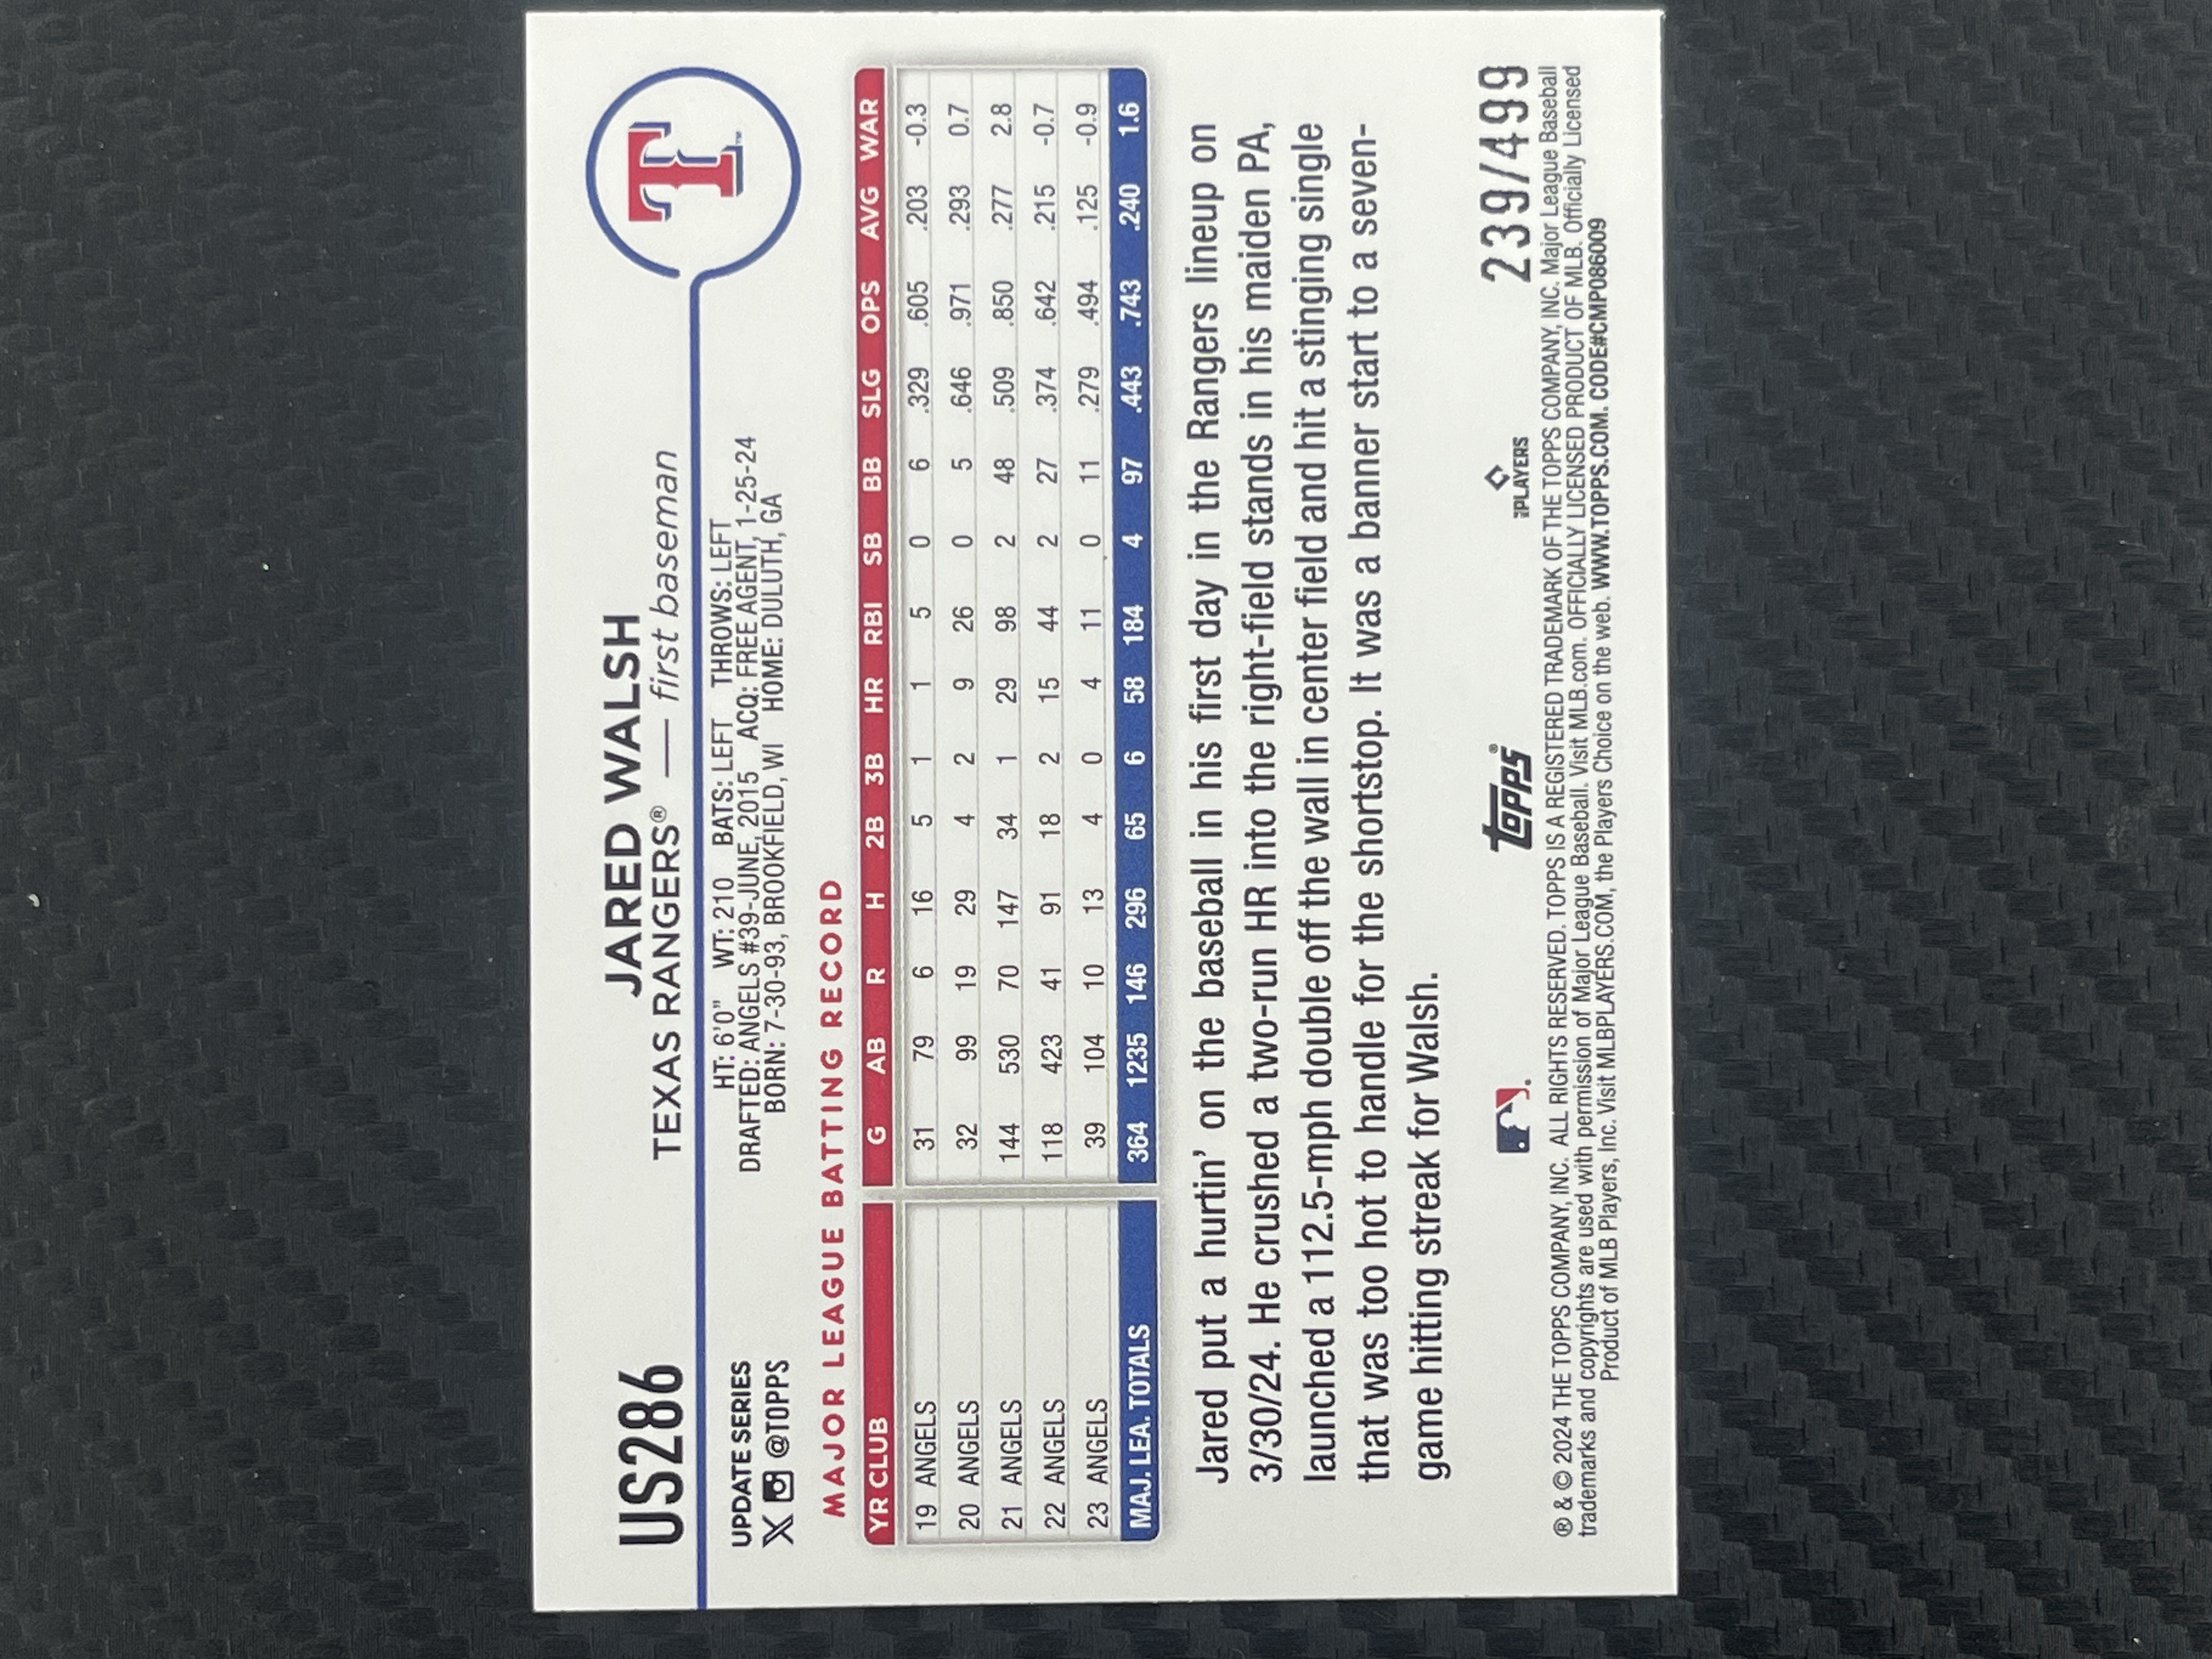 US286
JARED WALSH
TEXAS RANGERS® — first baseman
T™
UPDATE SERIES
X @TOPPS
HT: 6'0" WT: 210 BATS: LEFT THROWS: LEFT
DRAFTED: ANGELS #39-JUNE, 2015 ACQ: FREE AGENT, 1-25-24
BORN: 7-30-93, BROOKFIELD, WI HOME: DULUTH, GA
MAJOR LEAGUE BATTING RECORD
YR CLUB G AB R H 2B 3B HR RBI SB BB SLG OPS AVG WAR
19 ANGELS 31 79 6 16 5 1 1 5 0 6 .329 .605 .203 -0.3
20 ANGELS 32 99 19 29 4 2 9 26 0 5 .646 .971 .293 0.7
21 ANGELS 144 530 70 147 34 1 29 98 2 48 .509 .850 .277 2.8
22 ANGELS 118 423 41 91 18 2 15 44 2 27 .374 .642 .215 -0.7
23 ANGELS 39 104 10 13 4 0 4 11 0 11 .279 .494 .125 -0.9
MAJ. LEA. TOTALS 364 1235 146 296 65 6 58 184 4 97 .443 .743 .240 1.6
Jared put a hurtin' on the baseball in his first day in the Rangers lineup on
3/30/24. He crushed a two-run HR into the right-field stands in his maiden PA,
launched a 112.5-mph double off the wall in center field and hit a stinging single
that was too hot to handle for the shortstop. It was a banner start to a seven-
game hitting streak for Walsh.
topps®
PLAYERS
239/499
® & © 2024 THE TOPPS COMPANY, INC. ALL RIGHTS RESERVED. TOPPS IS A REGISTERED TRADEMARK OF THE TOPPS COMPANY, INC. Major League Baseball
trademarks and copyrights are used with permission of Major League Baseball. Visit MLB.com. OFFICIALLY LICENSED PRODUCT OF MLB. Officially Licensed
Product of MLB Players, Inc. Visit MLBPLAYERS.COM, the Players Choice on the web. WWW.TOPPS.COM. CODE#CMP086009